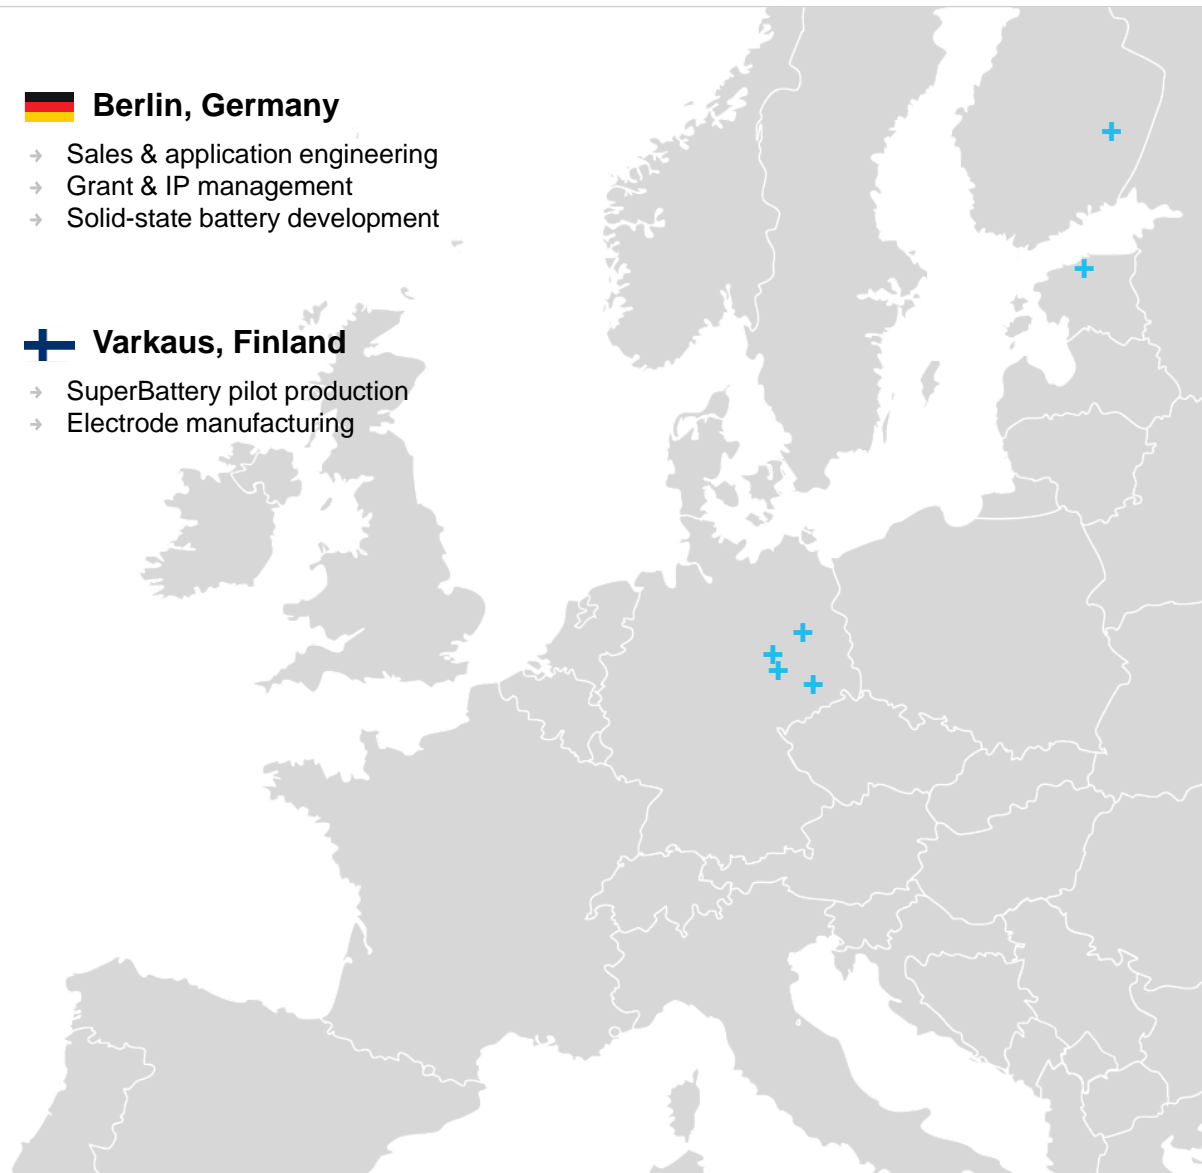 Berlin, Germany
Sales & application engineering
Grant & IP management
Solid-state battery development
Varkaus, Finland
SuperBattery pilot production
Electrode manufacturing